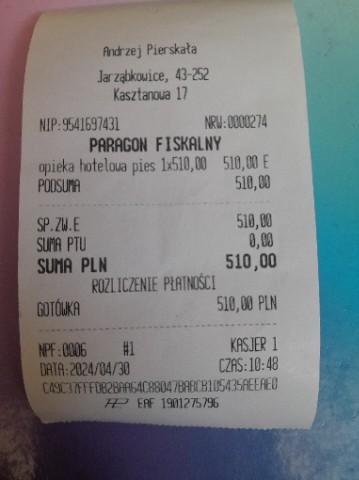 Andrzej Pierskała
Jarząbkowice, 43-252
Kasztanowa 17
NIP:9541697431 NRW:0000274
PARAGON FISKALNY
opieka hotelowa pies 1x510,00 510,00 E
PODSUMA 510,00
SP.ZW.E 510,00
SUMA PTU 0,00
SUMA PLN 510,00
ROZLICZENIE PŁATNOŚCI
GOTÓWKA 510,00 PLN
NPF:0006 #1 KASJER 1
DATA:2024/04/30 CZAS:10:48
EAF 1901275796